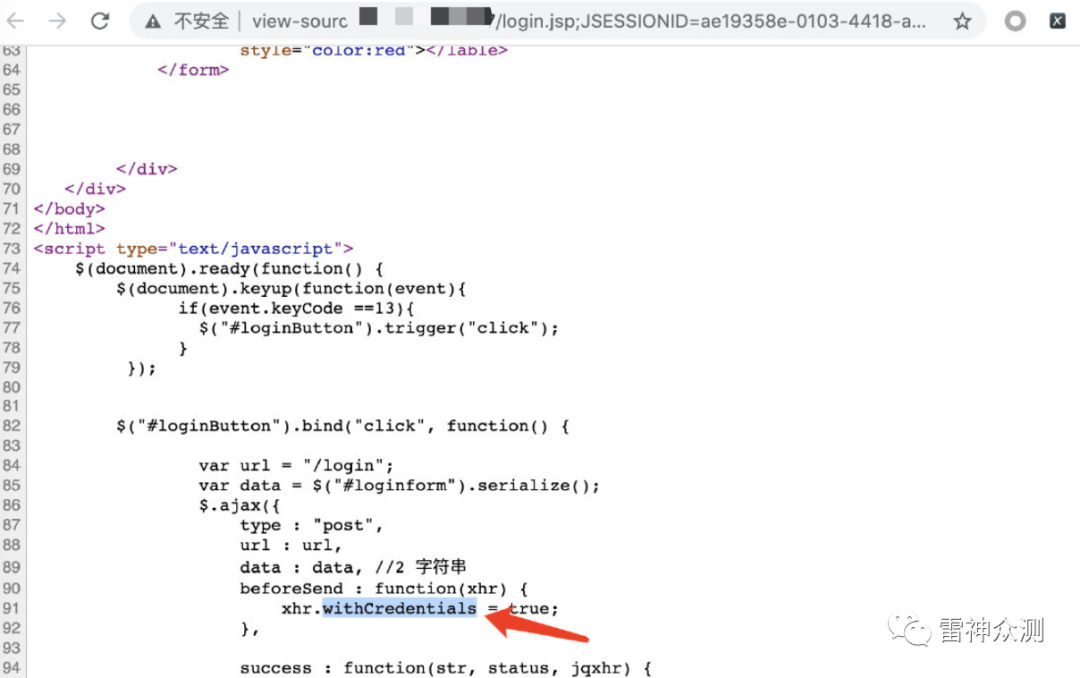 不安全 | view-sourc /login.jsp;JSESSIONID=ae19358e-0103-4418-a...
63 style="color:red"></lable>
64 </form>
65
66
67
68
69 </div>
70 </div>
71 </body>
72 </html>
73 <script type="text/javascript">
74 $(document).ready(function() {
75 $(document).keyup(function(event){
76 if(event.keyCode ==13){
77 $("#loginButton").trigger("click");
78 }
79 });
80
81
82 $("#loginButton").bind("click", function() {
83
84 var url = "/login";
85 var data = $("#loginform").serialize();
86 $.ajax({
87 type : "post",
88 url : url,
89 data : data, //2 字符串
90 beforeSend : function(xhr) {
91 xhr.withCredentials = true;
92 },
93
94 success : function(str, status, jqxhr) {
雷神众测